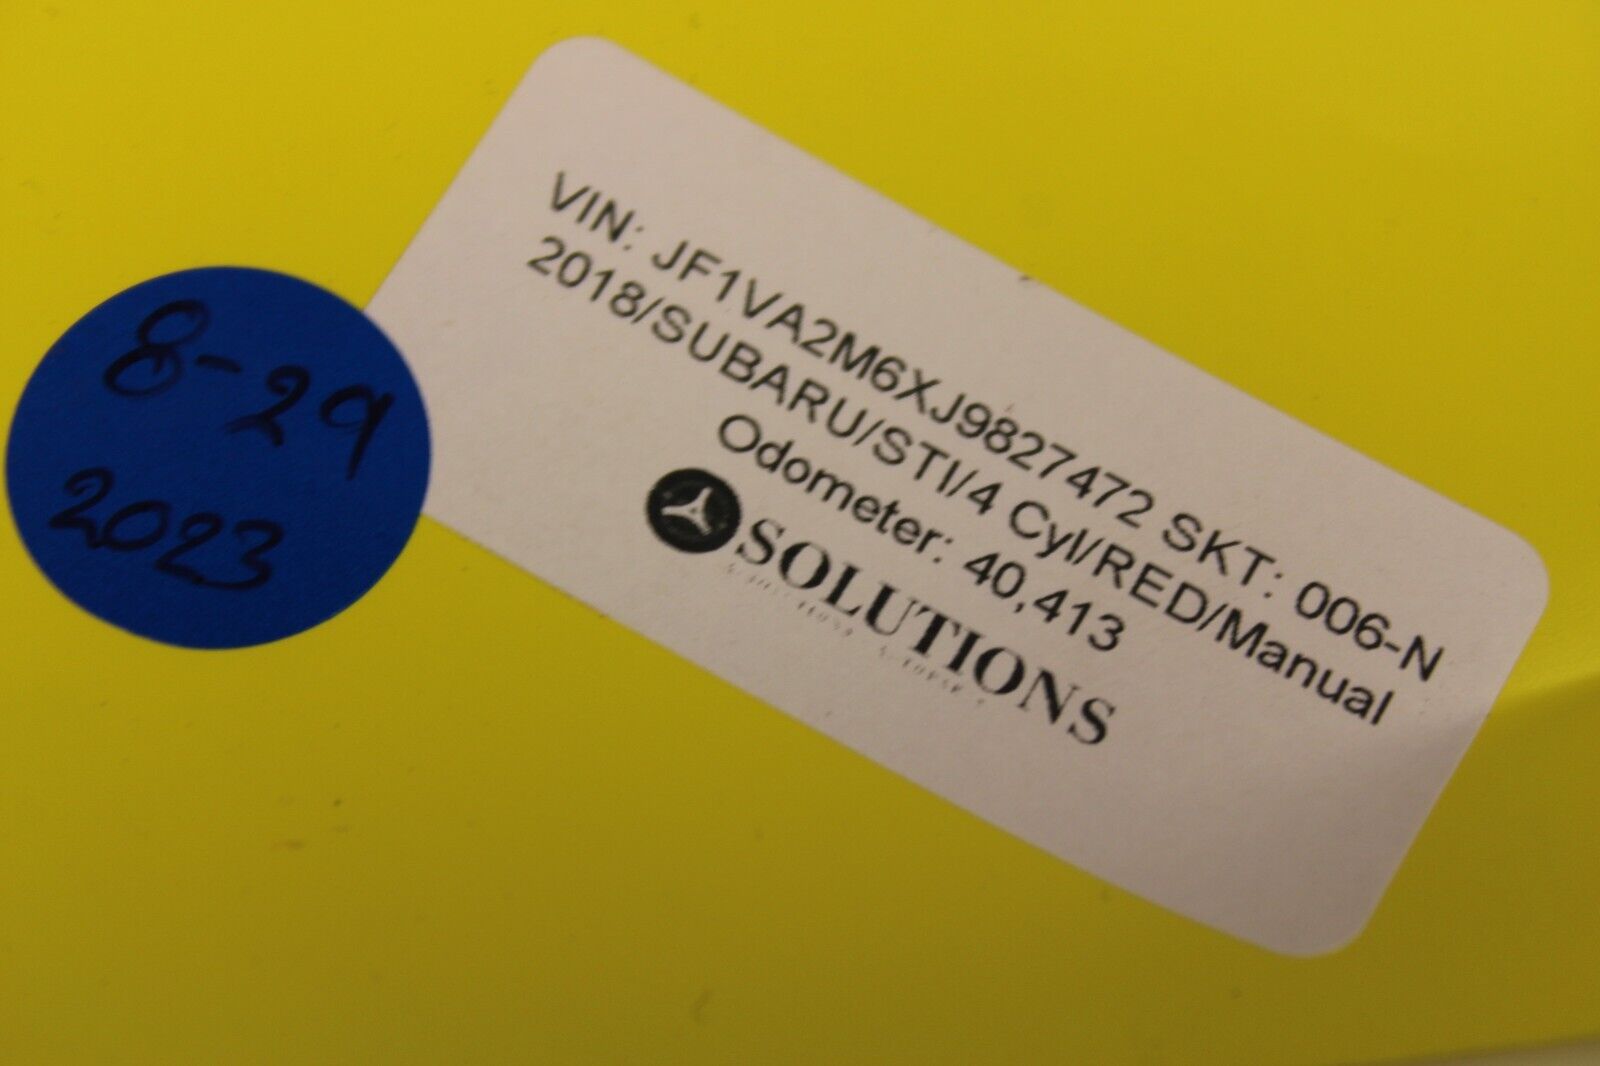 VIN: JF1VA2M6XJ9827472 SKT: 006-N
2018/SUBARU/STI/4 Cyl/RED/Manual
Odometer: 40,413
SOLUTIONS
8-29
2023